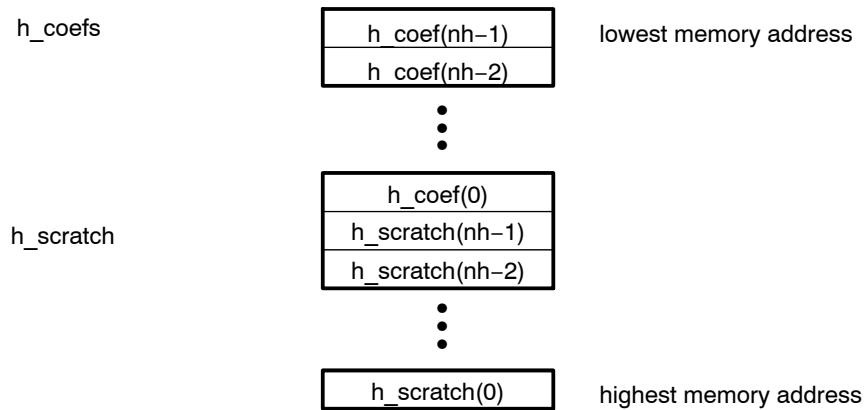 h_coefs h_coef(nh−1) lowest memory address
h_coef(nh−2)
h_coef(0)
h_scratch h_scratch(nh−1)
h_scratch(nh−2)
h_scratch(0) highest memory address